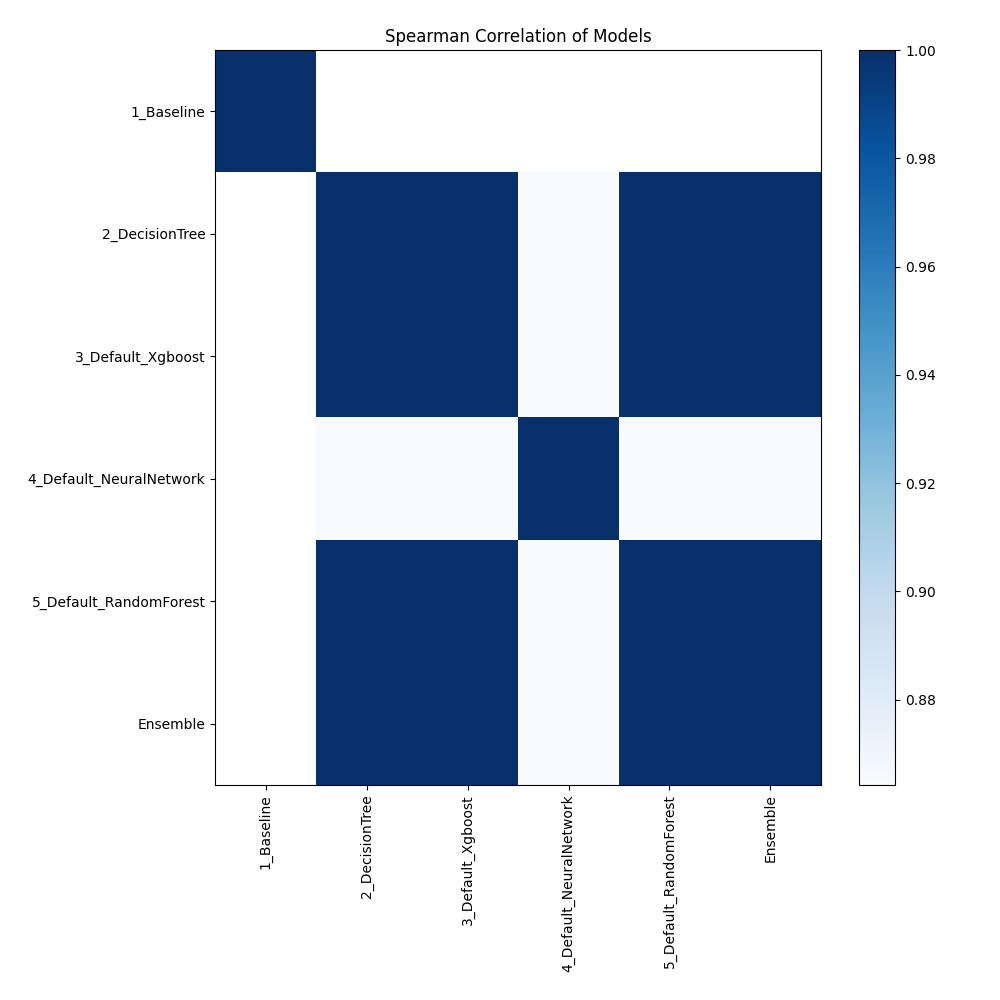 Spearman Correlation of Models
1_Baseline
2_DecisionTree
3_Default_Xgboost
4_Default_NeuralNetwork
5_Default_RandomForest
Ensemble
1_Baseline
2_DecisionTree
3_Default_Xgboost
4_Default_NeuralNetwork
5_Default_RandomForest
Ensemble
1.00
0.98
0.96
0.94
0.92
0.90
0.88